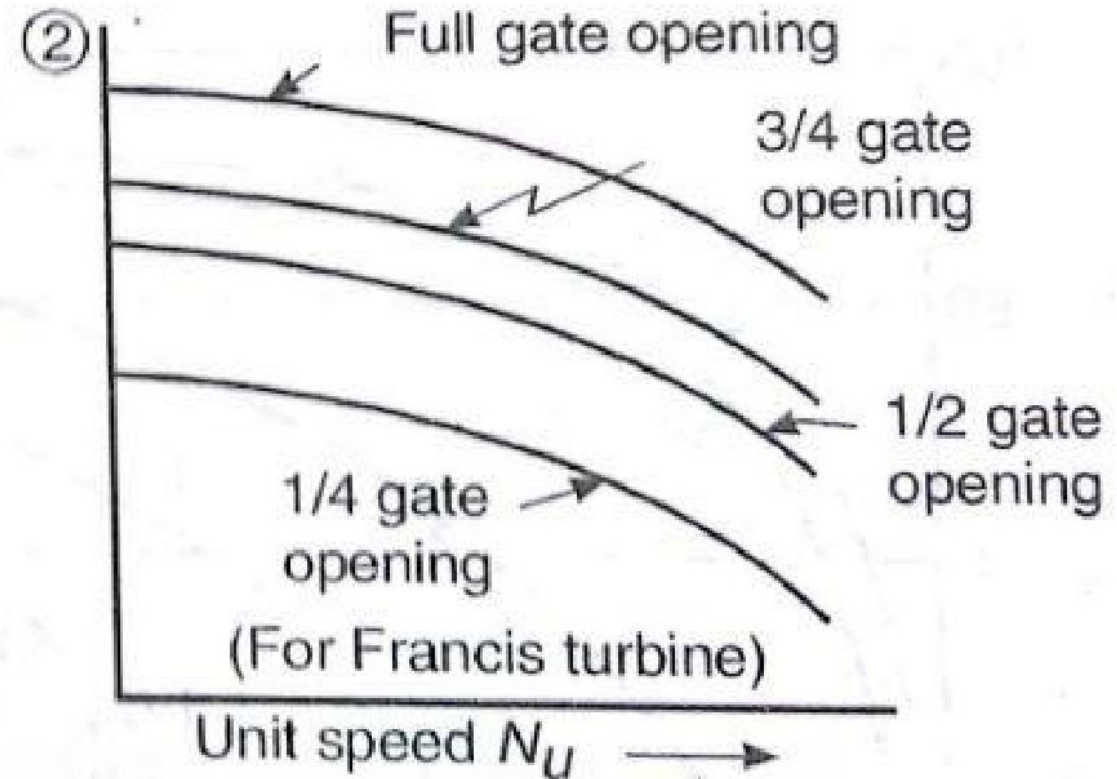 ②
Full gate opening
3/4 gate
opening
1/2 gate
opening
1/4 gate
opening
(For Francis turbine)
Unit speed Nu